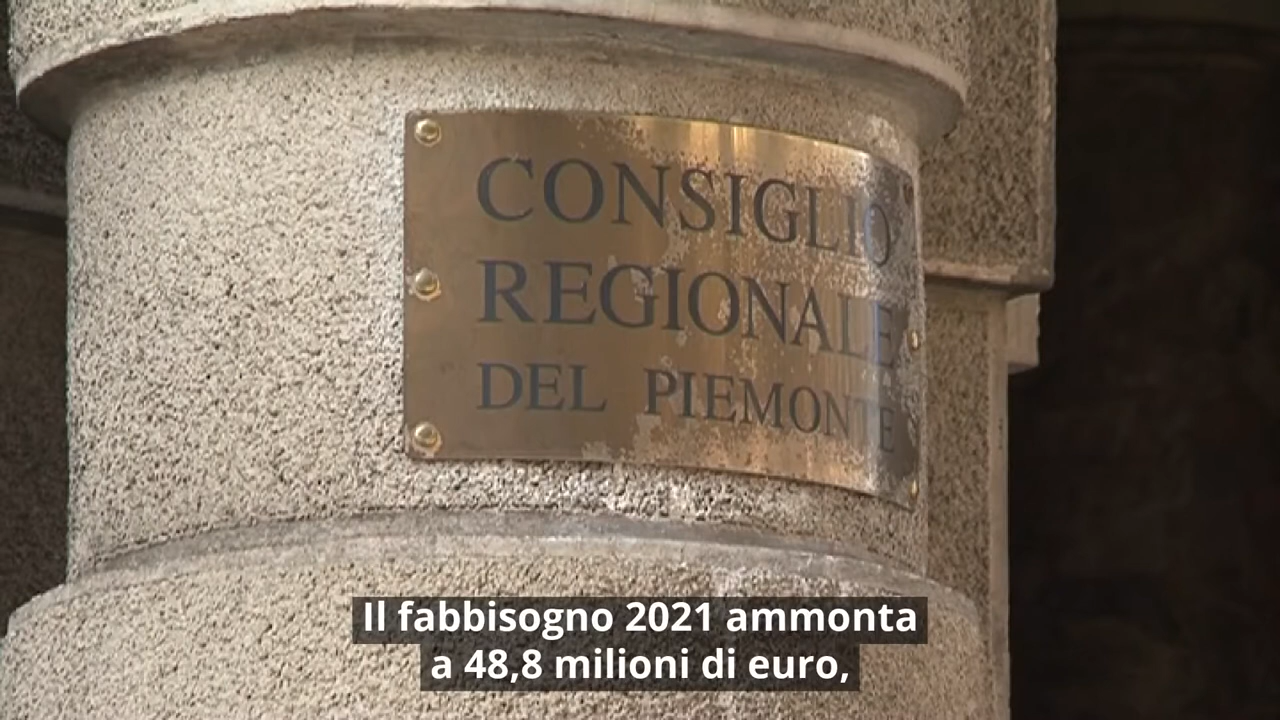 CONSIGLIO
REGIONALE
DEL PIEMONTE
Il fabbisogno 2021 ammonta
a 48,8 milioni di euro,